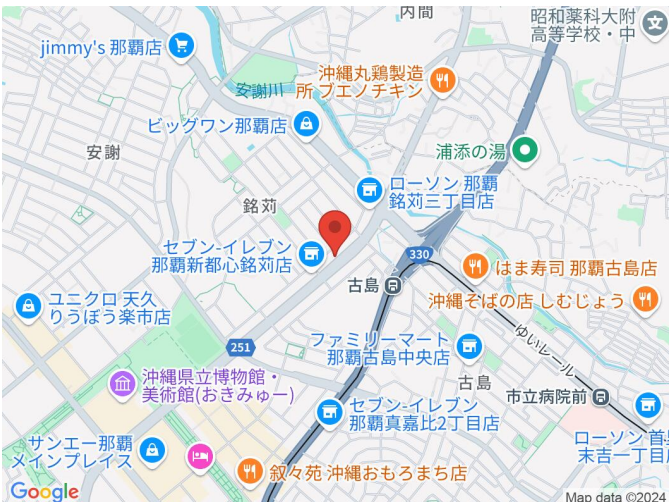 内間
昭和薬科大附
高等学校・中
jimmy's 那覇店
沖縄丸鶏製造
所 ブエノチキン
安謝川
ビッグワン那覇店
安謝
浦添の湯
ローソン 那覇
銘苅三丁目店
銘苅
セブン-イレブン
那覇新都心銘苅店
330
はま寿司 那覇古島店
古島
沖縄そばの店 しむじょう
ユニクロ 天久
りうぼう楽市店
ゆいレール
251
ファミリーマート
那覇古島中央店
沖縄県立博物館・
美術館(おきみゅー)
古島
市立病院前
セブン-イレブン
那覇真嘉比2丁目店
サンエー那覇
メインプレイス
ローソン 首里
末吉一丁目店
叙々苑 沖縄おもろまち店
Google
Map data ©2024